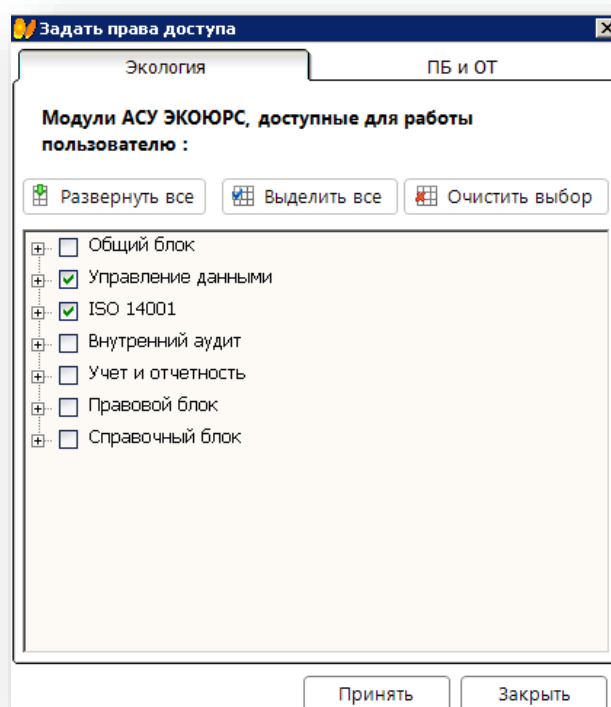 Задать права доступа
Экология ПБ и ОТ
Модули АСУ ЭКОЮРС, доступные для работы
пользователю :
Развернуть все Выделить все Очистить выбор
Общий блок
Управление данными
ISO 14001
Внутренний аудит
Учет и отчетность
Правовой блок
Справочный блок
Принять Закрыть